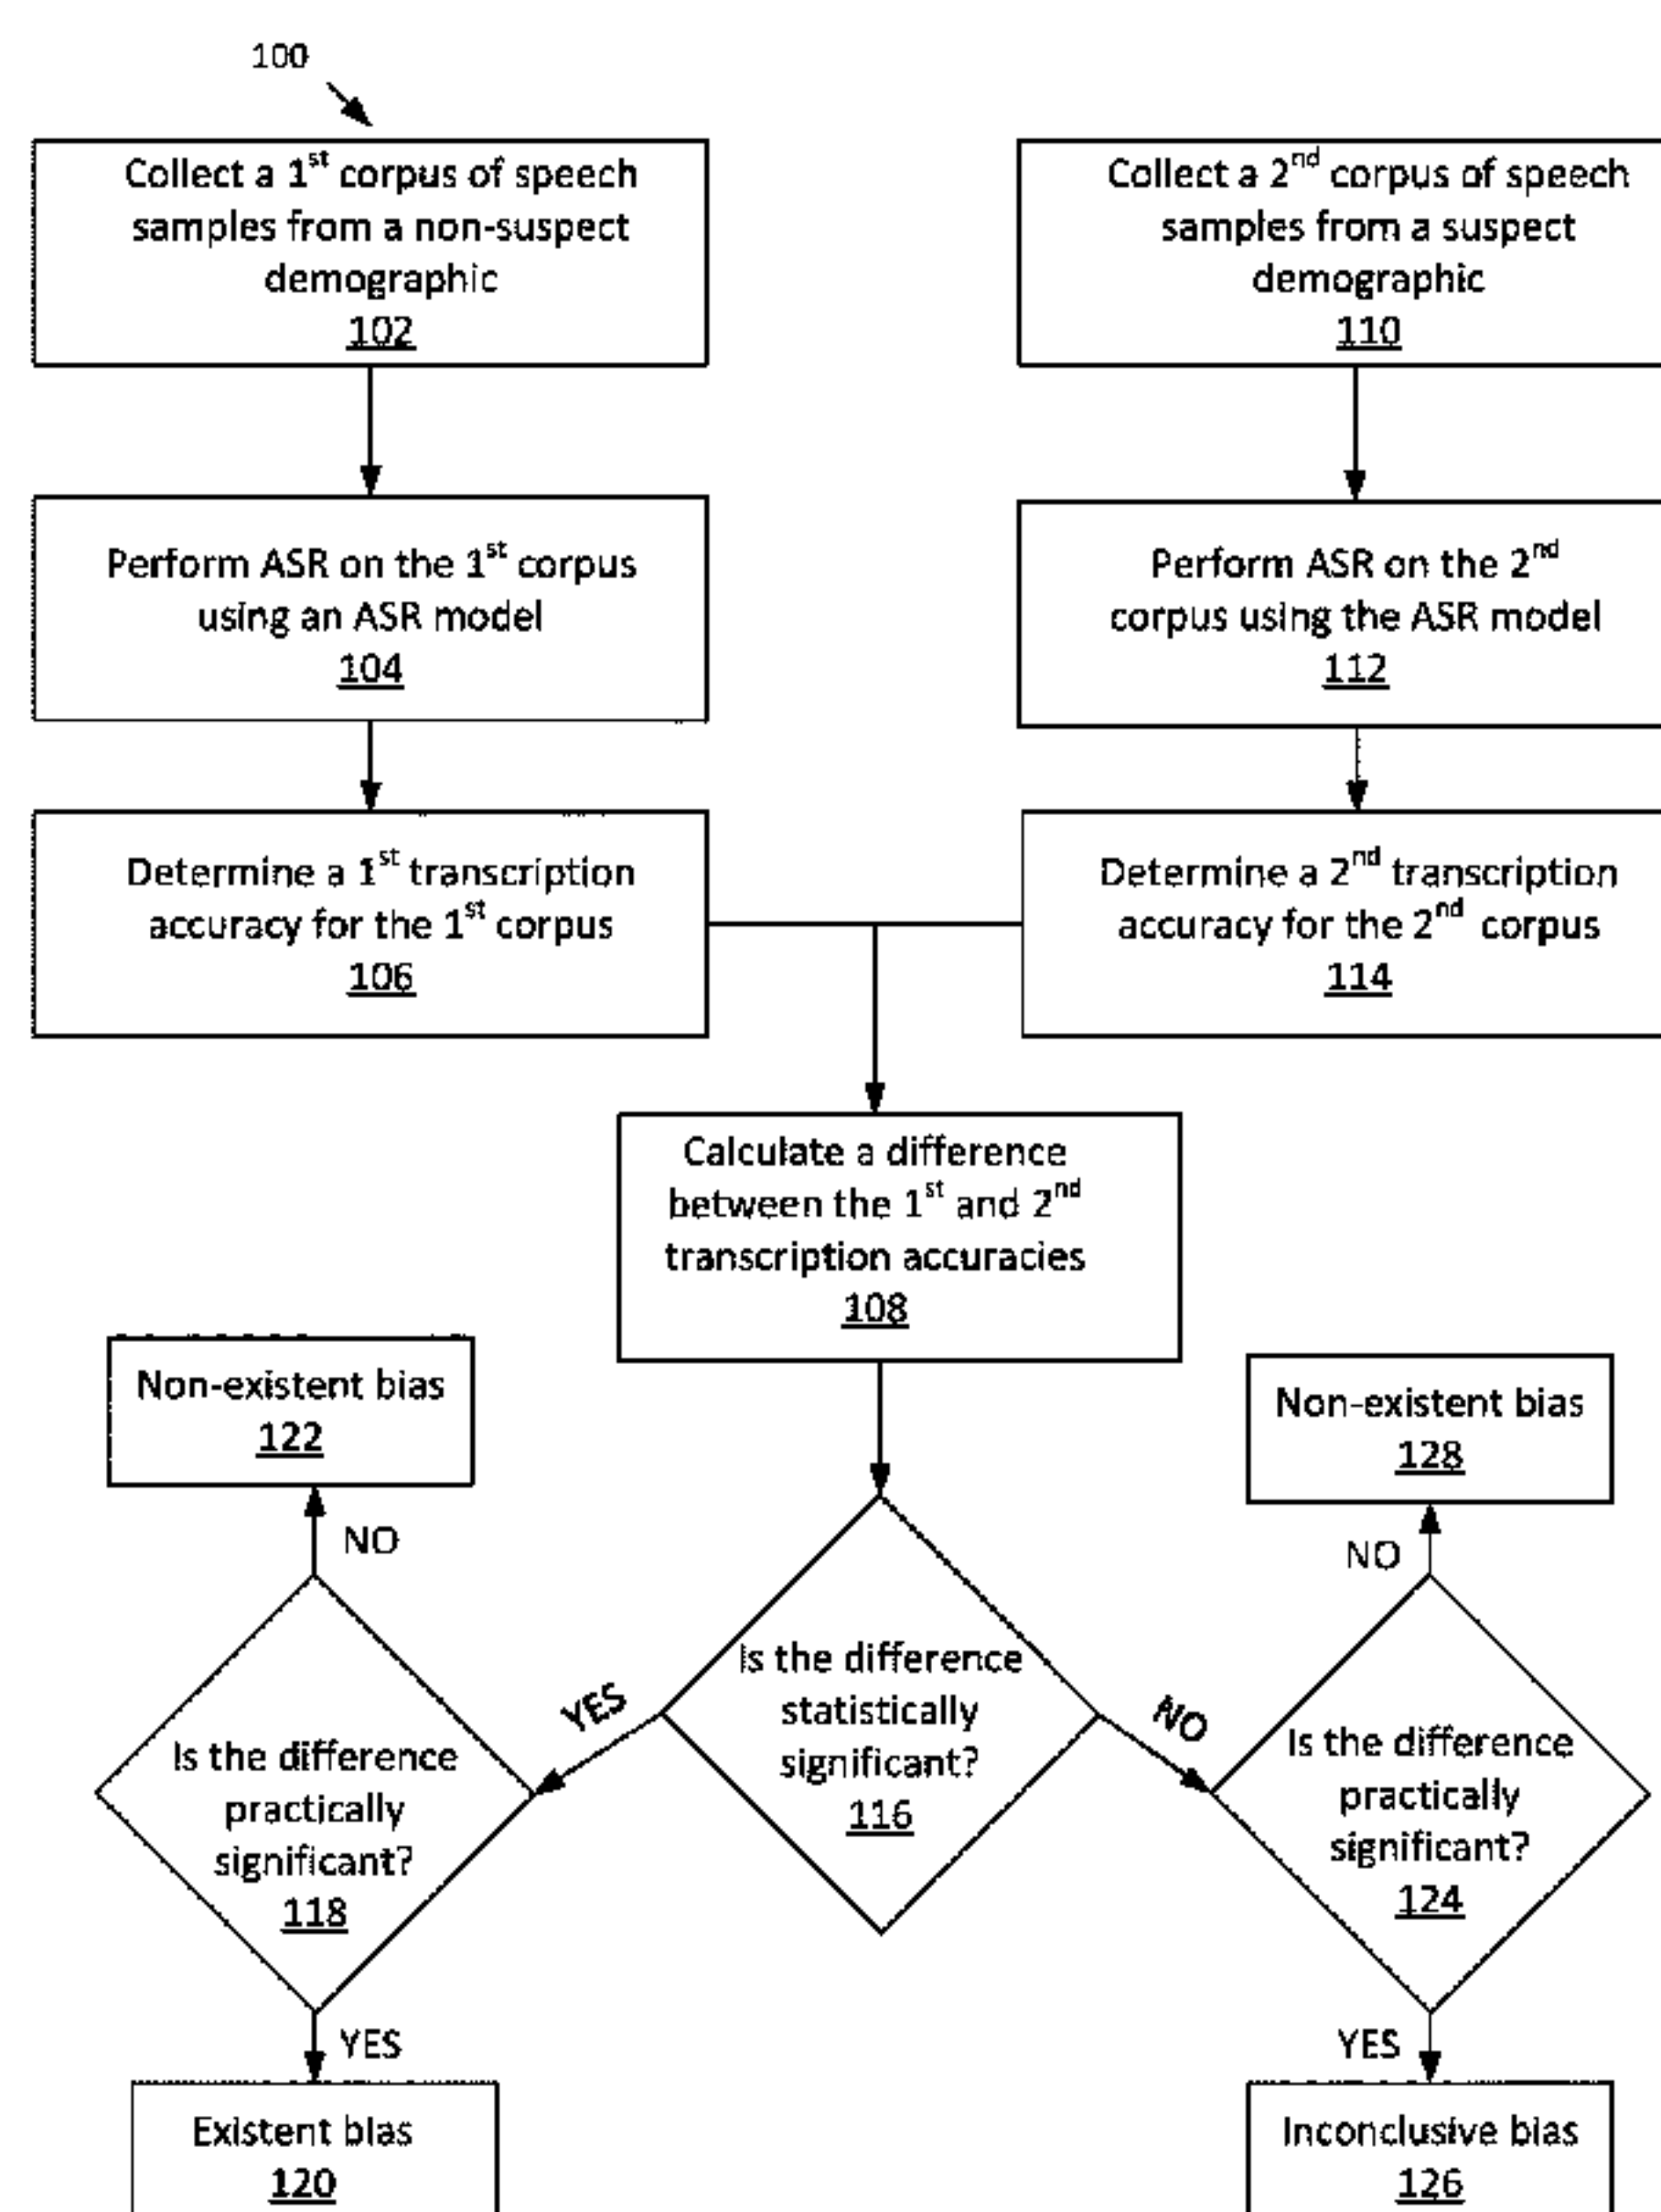 100
Collect a 1st corpus of speech
samples from a non-suspect
demographic
102
Collect a 2nd corpus of speech
samples from a suspect
demographic
110
Perform ASR on the 1st corpus
using an ASR model
104
Perform ASR on the 2nd
corpus using the ASR model
112
Determine a 1st transcription
accuracy for the 1st corpus
106
Determine a 2nd transcription
accuracy for the 2nd corpus
114
Calculate a difference
between the 1st and 2nd
transcription accuracies
108
Non-existent bias
122
Non-existent bias
128
NO
NO
Is the difference
statistically
significant?
116
YES
NO
Is the difference
practically
significant?
118
Is the difference
practically
significant?
124
YES
YES
Existent bias
120
Inconclusive bias
126